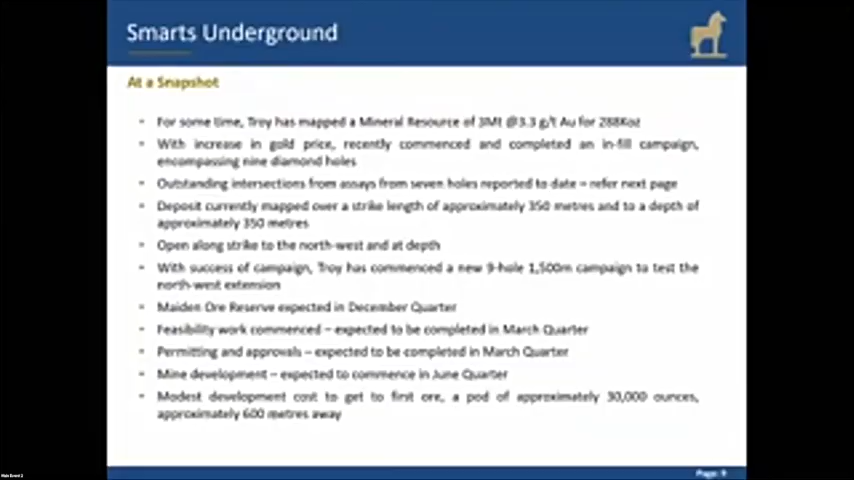 Smarts Underground
At a Snapshot
• For some time, Troy has mapped a Mineral Resource of 3Mt @3.3 g/t Au for 288Koz
• With increase in gold price, recently commenced and completed an in-fill campaign,
encompassing nine diamond holes
• Outstanding intersections from assays from seven holes reported to date – refer next page
• Deposit currently mapped over a strike length of approximately 350 metres and to a depth of
approximately 350 metres
• Open along strike to the north-west and at depth
• With success of campaign, Troy has commenced a new 9-hole 1,500m campaign to test the
north-west extension
• Maiden Ore Reserve expected in December Quarter
• Feasibility work commenced – expected to be completed in March Quarter
• Permitting and approvals – expected to be completed in March Quarter
• Mine development – expected to commence in June Quarter
• Modest development cost to get to first ore, a pod of approximately 30,000 ounces,
approximately 600 metres away
Page